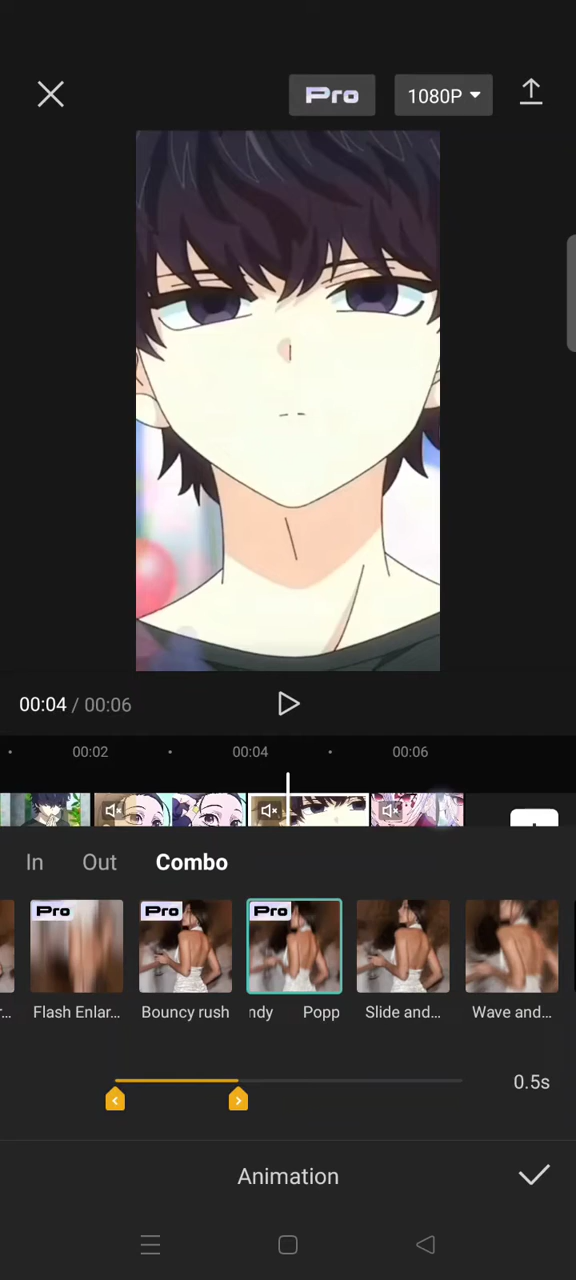 Pro 1080P
00:04 / 00:06
00:02 00:04 00:06
In Out Combo
Pro Pro Pro
Flash Enlar... Bouncy rush ndy Popp Slide and... Wave and...
0.5s
Animation